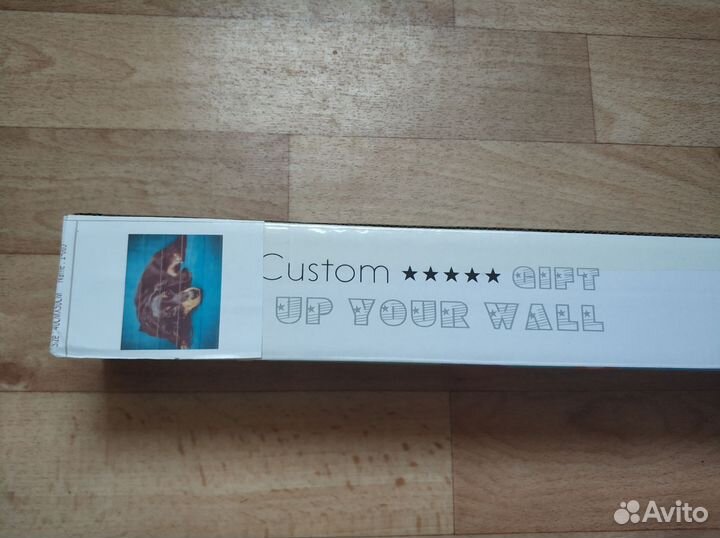 Custom ★★★★★ GIFT
UP YOUR WALL
Avito